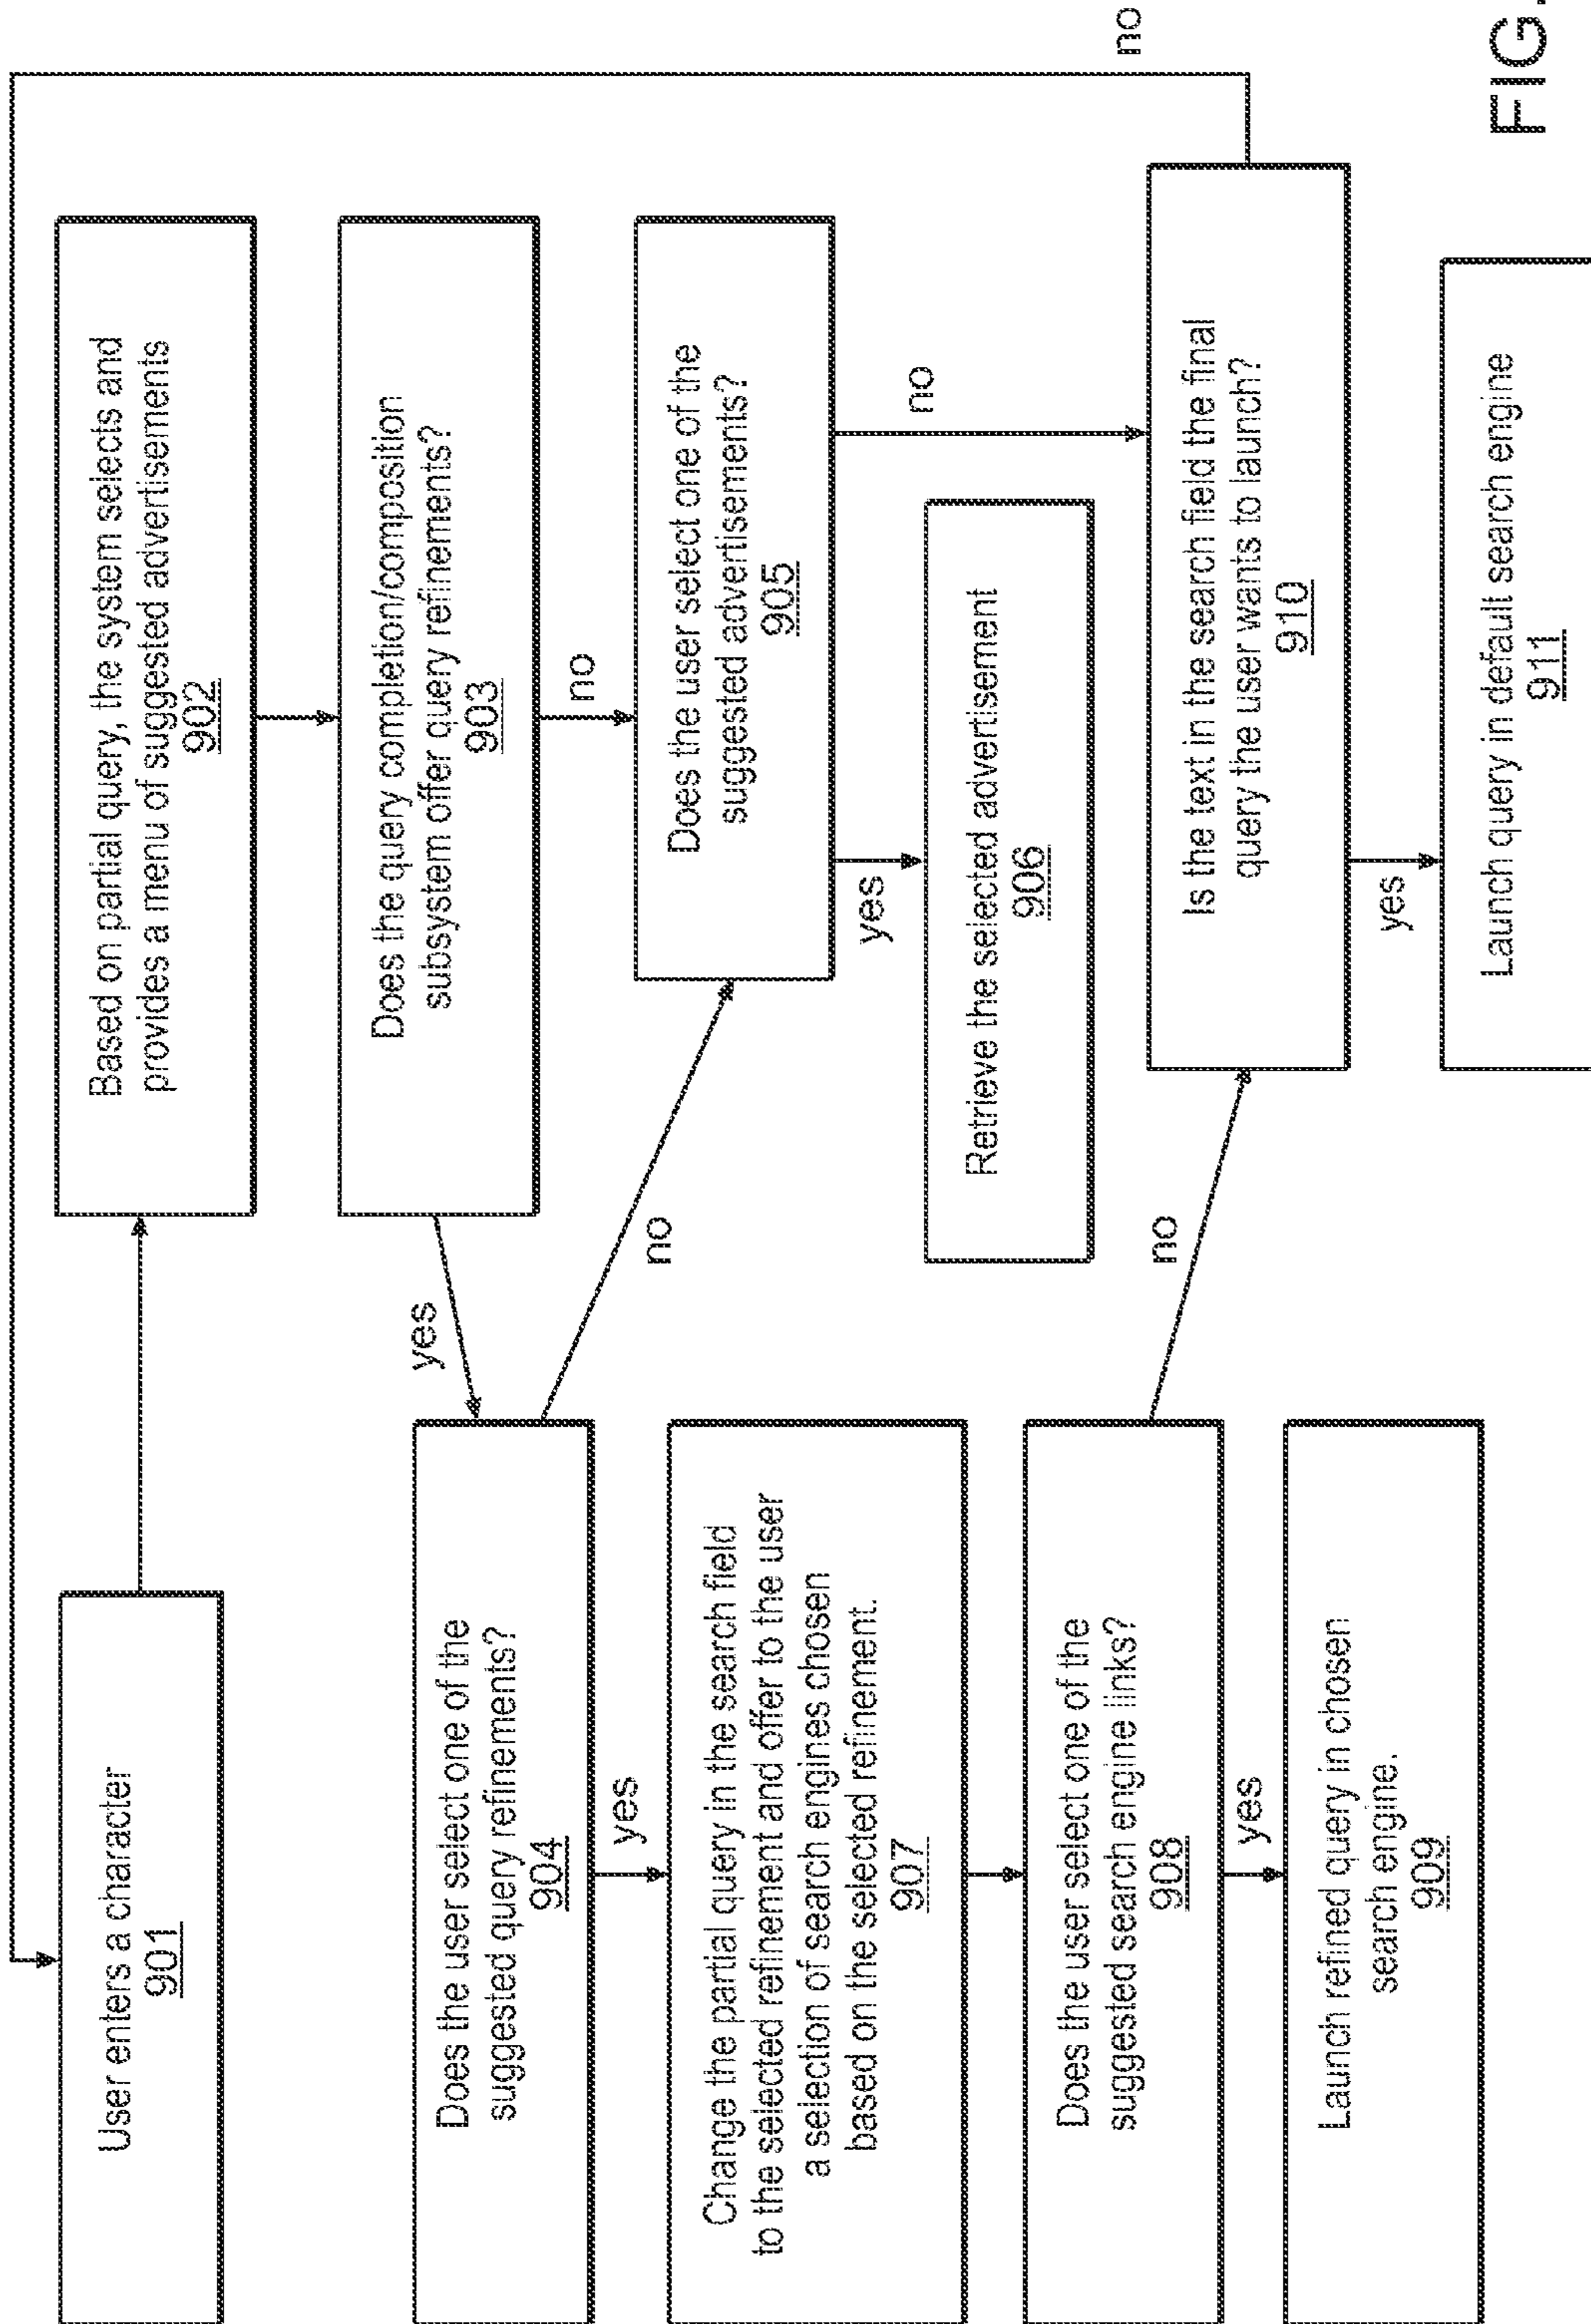 User enters a character
901
Based on partial query, the system selects and
provides a menu of suggested advertisements
902
Does the query completion/composition
subsystem offer query refinements?
903
yes
no
Does the user select one of the
suggested query refinements?
904
no
yes
Does the user select one of the
suggested advertisements?
905
yes
no
Retrieve the selected advertisement
906
Change the partial query in the search field
to the selected refinement and offer to the user
a selection of search engines chosen
based on the selected refinement.
907
Does the user select one of the
suggested search engine links?
908
no
yes
Launch refined query in chosen
search engine.
909
Is the text in the search field the final
query the user wants to launch?
910
no
yes
Launch query in default search engine
911
FIG.